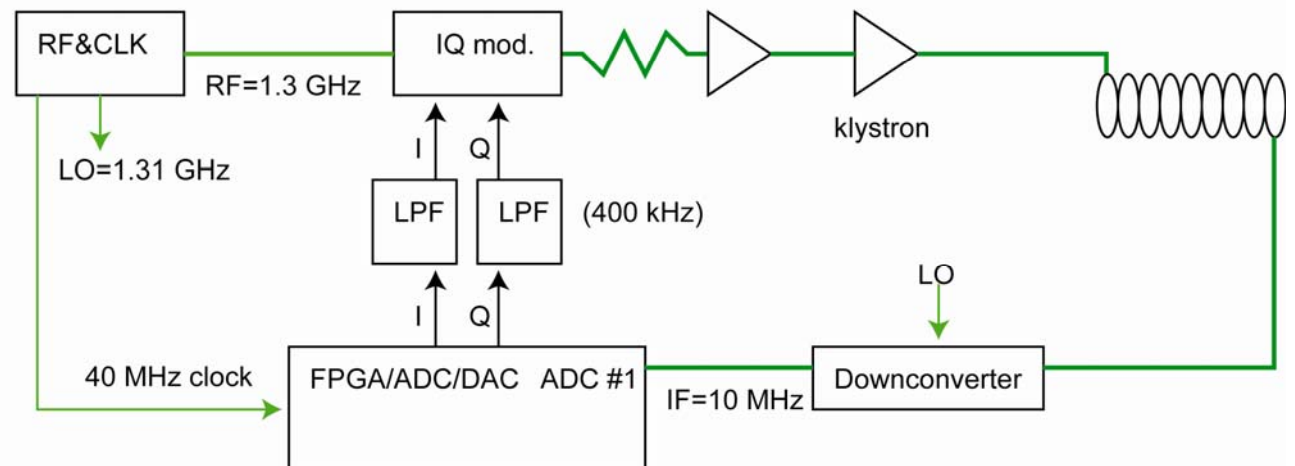 RF&CLK
IQ mod.
RF=1.3 GHz
klystron
LO=1.31 GHz
I
Q
LPF
LPF
(400 kHz)
LO
I
Q
40 MHz clock
FPGA/ADC/DAC ADC #1
Downconverter
IF=10 MHz